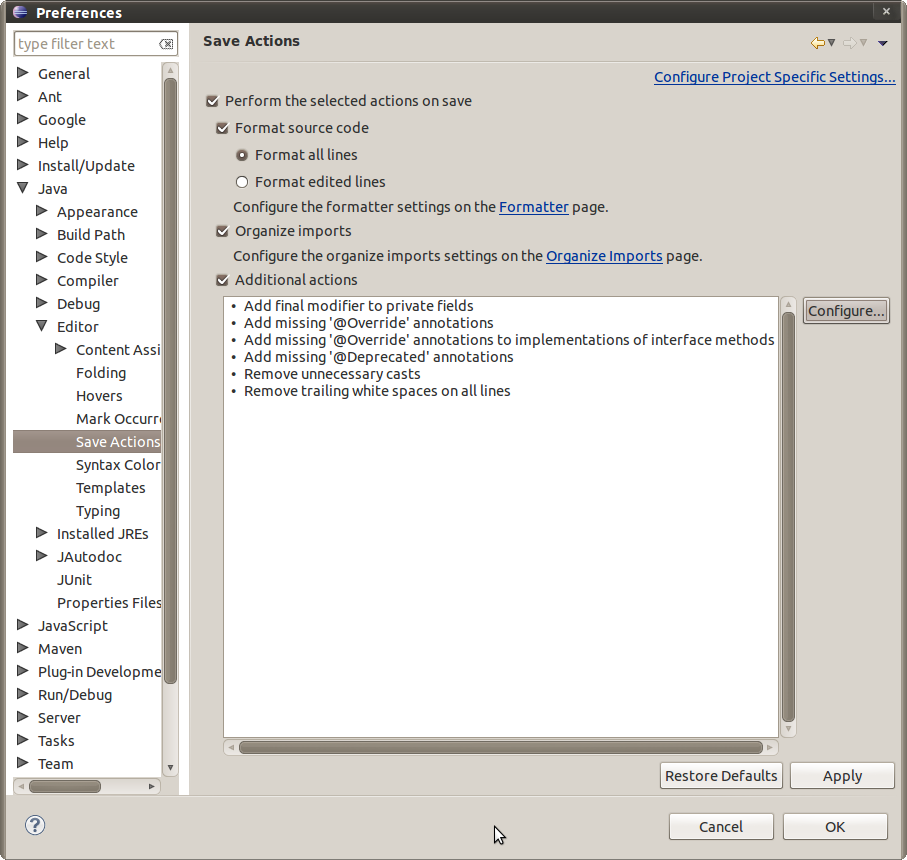 Preferences
type filter text
General
Ant
Google
Help
Install/Update
Java
Appearance
Build Path
Code Style
Compiler
Debug
Editor
Content Assi
Folding
Hovers
Mark Occurre
Save Actions
Syntax Color
Templates
Typing
Installed JREs
JAutodoc
JUnit
Properties Files
JavaScript
Maven
Plug-in Developme
Run/Debug
Server
Tasks
Team
Save Actions
Configure Project Specific Settings...
Perform the selected actions on save
Format source code
Format all lines
Format edited lines
Configure the formatter settings on the Formatter page.
Organize imports
Configure the organize imports settings on the Organize Imports page.
Additional actions
• Add final modifier to private fields
• Add missing '@Override' annotations
• Add missing '@Override' annotations to implementations of interface methods
• Add missing '@Deprecated' annotations
• Remove unnecessary casts
• Remove trailing white spaces on all lines
Configure...
Restore Defaults
Apply
?
Cancel
OK